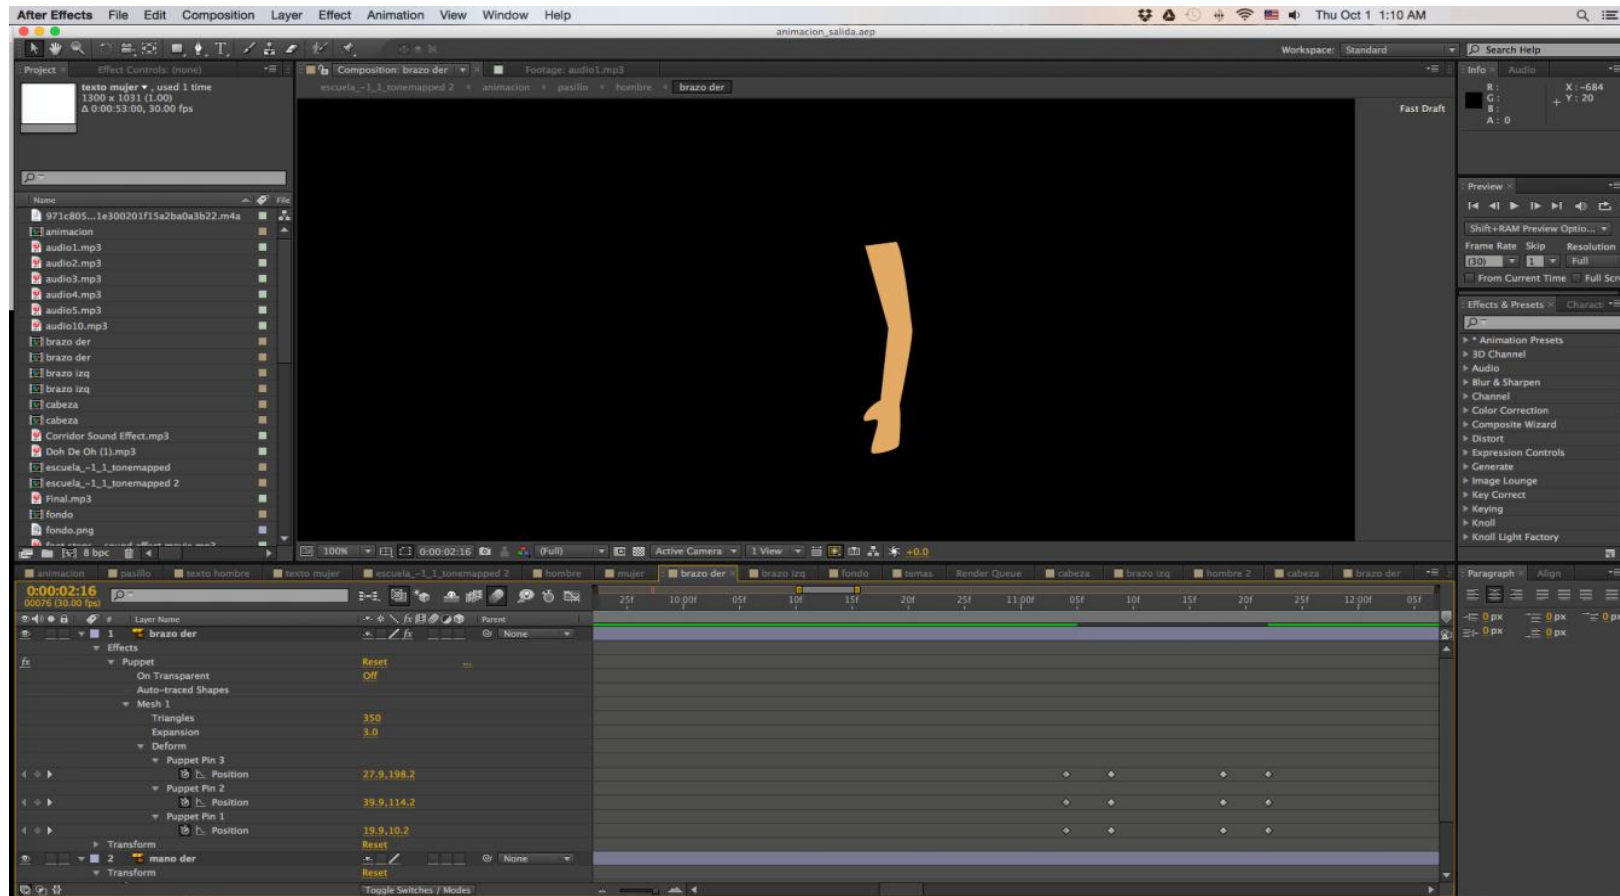 After Effects File Edit Composition Layer Effect Animation View Window Help Thu Oct 1 1:10 AM
animacion_salida.aep
Workspace: Standard Search Help
Project Effect Controls: (none) Composition: brazo der Footage: audio1.mp3 Info Audio
texto mujer ▾ , used 1 time
1300 x 1031 (1.00)
Δ 0:00:53:00, 30.00 fps
escuela_~1_1_tonemapped 2 animacion pasillo hombre brazo der
Fast Draft
R: X: -684
G: Y: 20
B:
A: 0
Name File
971c805...1e300201f15a2ba0a3b22.m4a
animacion
audio1.mp3
audio2.mp3
audio3.mp3
audio4.mp3
audio5.mp3
audio10.mp3
brazo der
brazo der
brazo izq
brazo izq
cabeza
cabeza
Corridor Sound Effect.mp3
Doh De Oh (1).mp3
escuela_~1_1_tonemapped
escuela_~1_1_tonemapped 2
Final.mp3
fondo
fondo.png
8 bpc
Preview
Shift+RAM Preview Optio...
Frame Rate Skip Resolution
(30) 1 Full
From Current Time Full Scr
Effects & Presets Charact
* Animation Presets
3D Channel
Audio
Blur & Sharpen
Channel
Color Correction
Composite Wizard
Distort
Expression Controls
Generate
Image Lounge
Key Correct
Keying
Knoll
Knoll Light Factory
100% 0:00:02:16 (Full) Active Camera 1 View +0.0
animacion pasillo texto hombre texto mujer escuela_~1_1_tonemapped 2 hombre mujer brazo der brazo izq fondo temas Render Queue cabeza brazo izq hombre 2 cabeza brazo der
Paragraph Align
0:00:02:16
00076 (30.00 fps)
25f 10:00f 05f 10f 15f 20f 25f 11:00f 05f 10f 15f 20f 25f 12:00f 05f
# Layer Name Parent
1 brazo der None
Effects
fx Puppet Reset ...
On Transparent Off
Auto-traced Shapes
Mesh 1
Triangles 350
Expansion 3.0
Deform
Puppet Pin 3
Position 27.9,198.2
Puppet Pin 2
Position 39.9,114.2
Puppet Pin 1
Position 19.9,10.2
Transform Reset
2 mano der None
Transform Reset
Toggle Switches / Modes
0 px 0 px 0 px
0 px 0 px